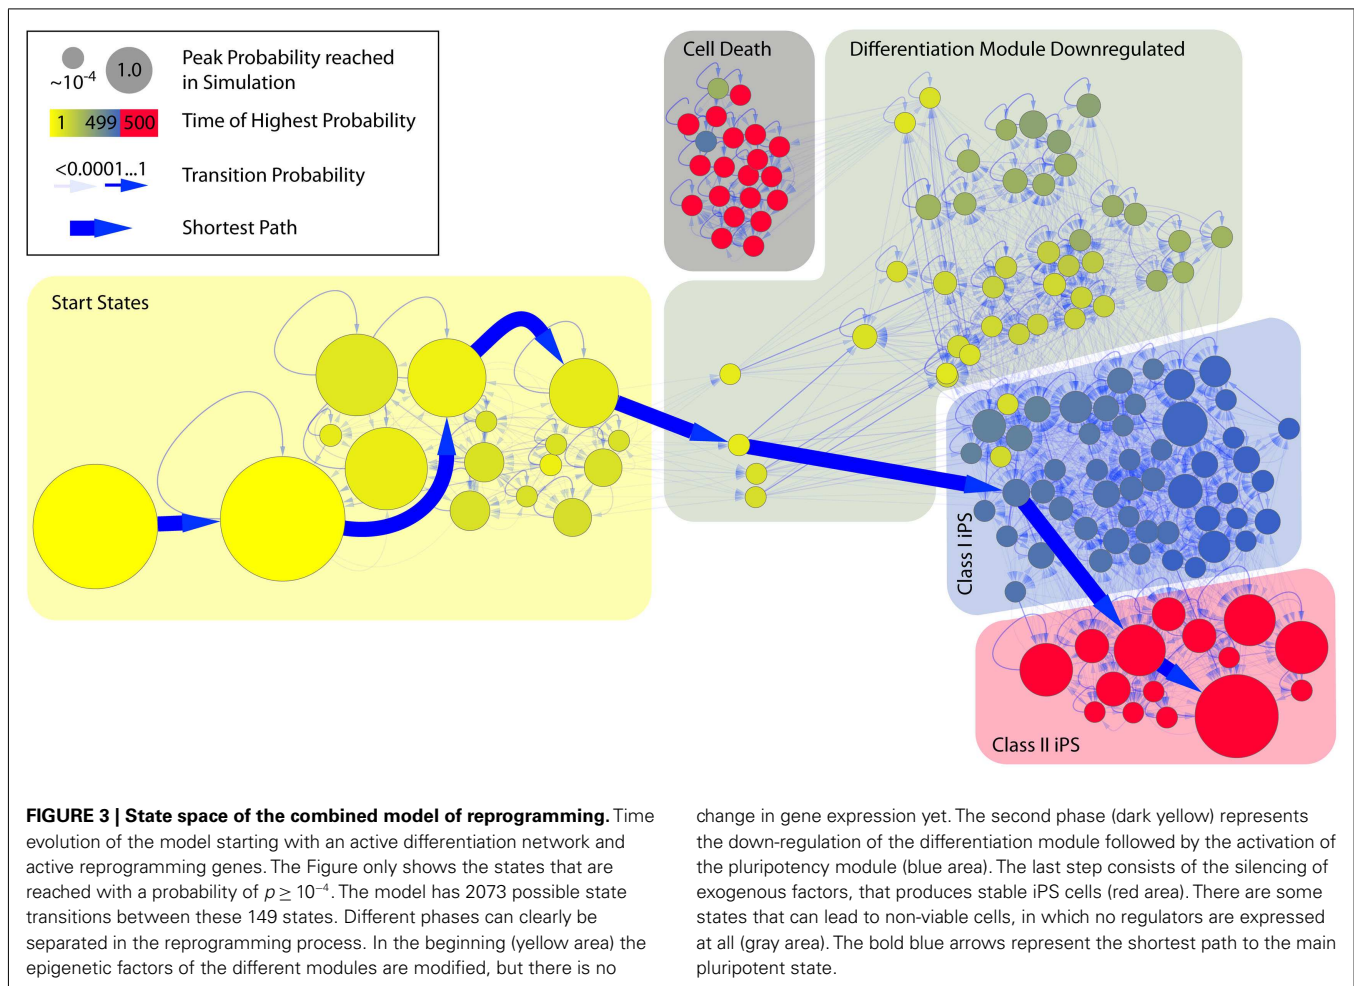 ~10⁻⁴
1.0
Peak Probability reached
in Simulation
1 499 500
Time of Highest Probability
<0.0001...1
Transition Probability
Shortest Path
Cell Death
Differentiation Module Downregulated
Start States
Class I iPS
Class II iPS
FIGURE 3 | State space of the combined model of reprogramming. Time
evolution of the model starting with an active differentiation network and
active reprogramming genes. The Figure only shows the states that are
reached with a probability of p ≥ 10⁻⁴. The model has 2073 possible state
transitions between these 149 states. Different phases can clearly be
separated in the reprogramming process. In the beginning (yellow area) the
epigenetic factors of the different modules are modified, but there is no
change in gene expression yet. The second phase (dark yellow) represents
the down-regulation of the differentiation module followed by the activation of
the pluripotency module (blue area). The last step consists of the silencing of
exogenous factors, that produces stable iPS cells (red area). There are some
states that can lead to non-viable cells, in which no regulators are expressed
at all (gray area). The bold blue arrows represent the shortest path to the main
pluripotent state.